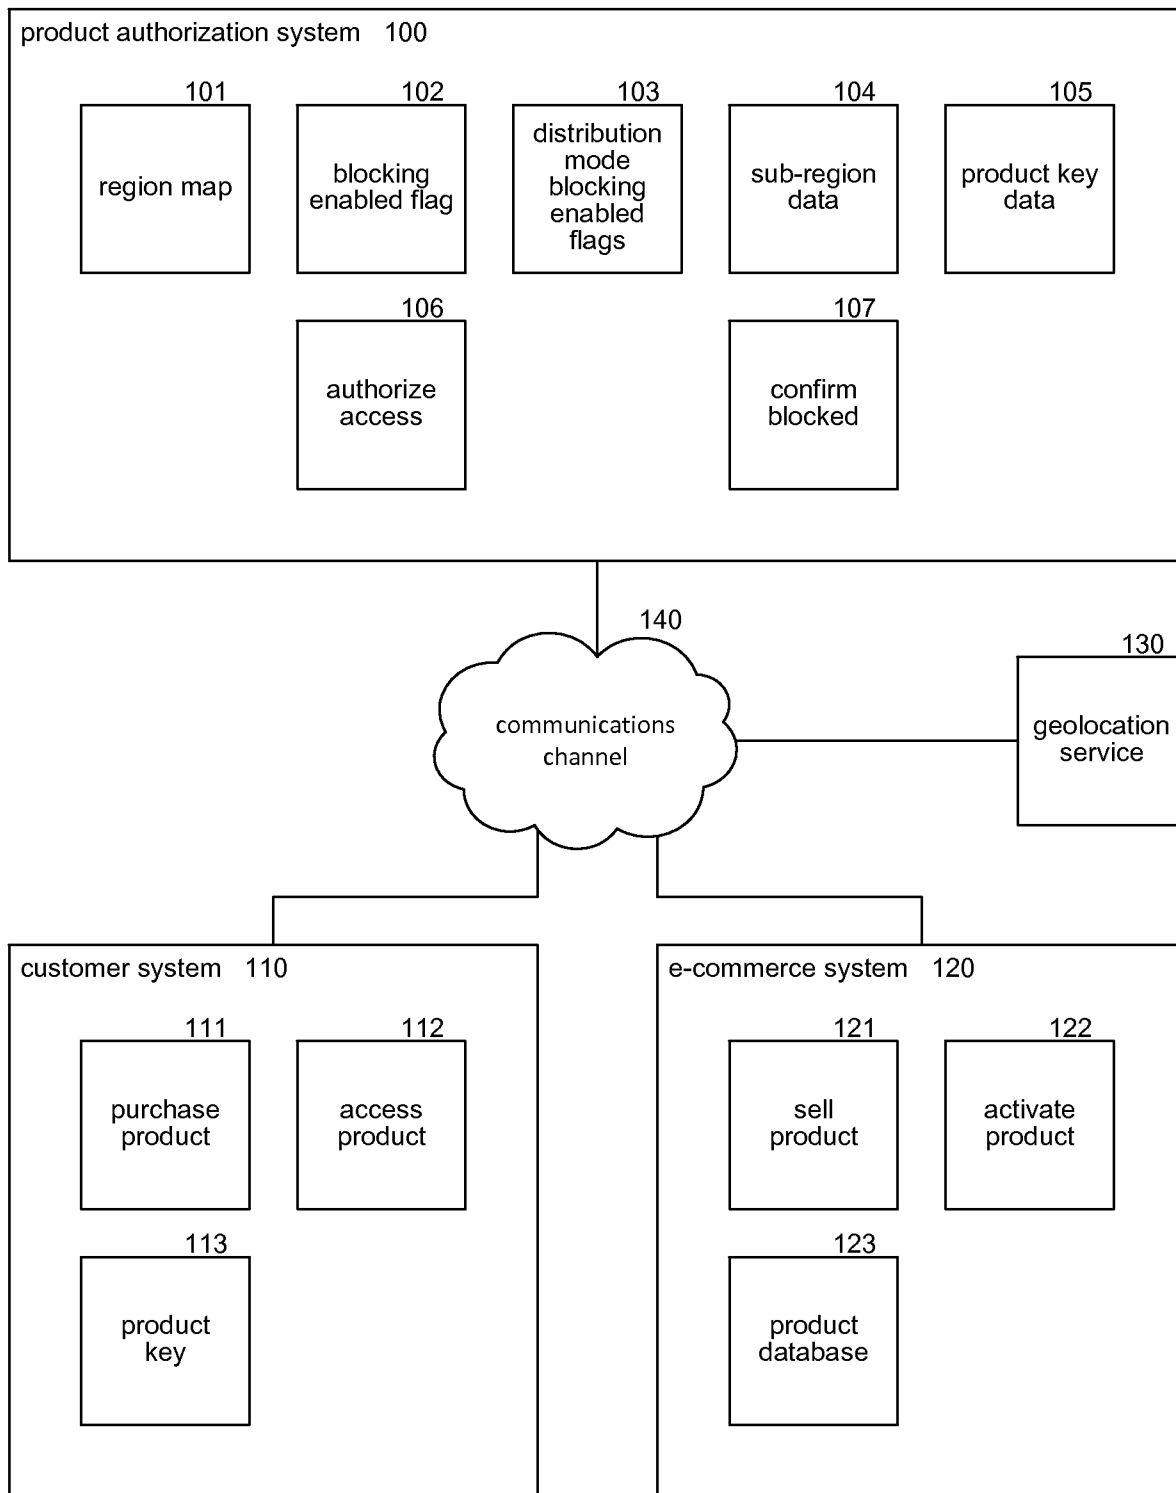 product authorization system 100
101
102
103
104
105
region map
blocking
enabled flag
distribution
mode
blocking
enabled
flags
sub-region
data
product key
data
106
107
authorize
access
confirm
blocked
140
communications
channel
130
geolocation
service
customer system 110
111
112
purchase
product
access
product
113
product
key
e-commerce system 120
121
122
sell
product
activate
product
123
product
database